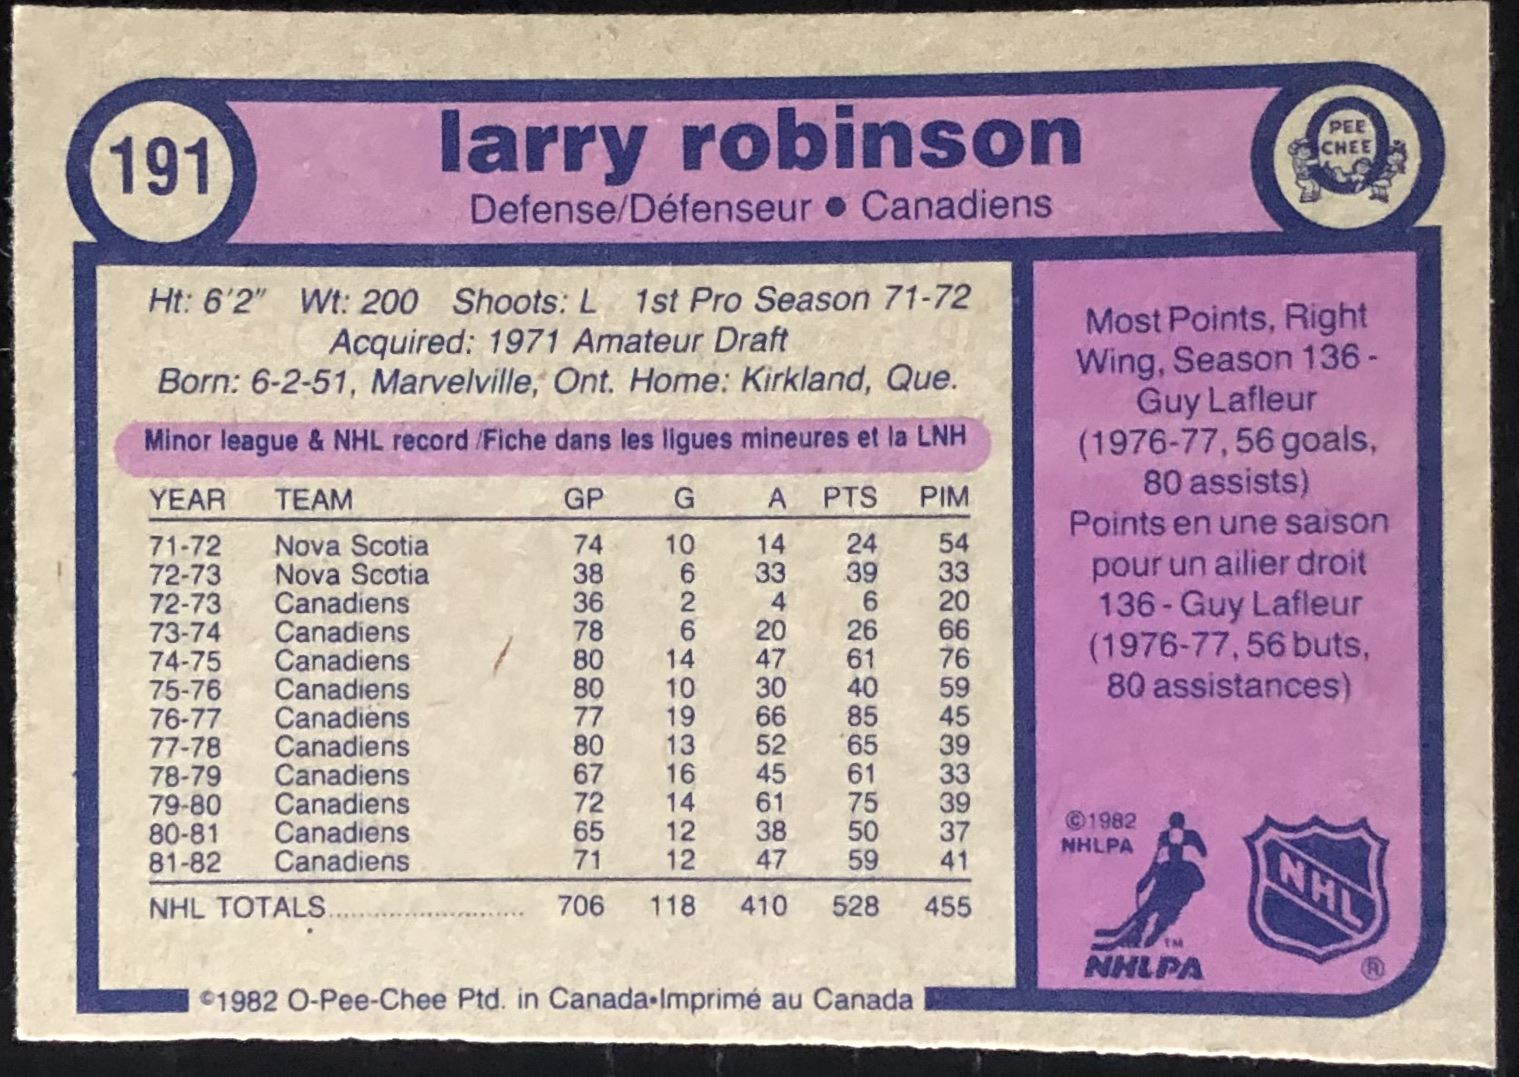 191
larry robinson
Defense/Défenseur • Canadiens
PEE
CHEE
Ht: 6'2" Wt: 200 Shoots: L 1st Pro Season 71-72
Acquired: 1971 Amateur Draft
Born: 6-2-51, Marvelville, Ont. Home: Kirkland, Que.
Minor league & NHL record /Fiche dans les ligues mineures et la LNH
YEAR TEAM GP G A PTS PIM
71-72 Nova Scotia 74 10 14 24 54
72-73 Nova Scotia 38 6 33 39 33
72-73 Canadiens 36 2 4 6 20
73-74 Canadiens 78 6 20 26 66
74-75 Canadiens 80 14 47 61 76
75-76 Canadiens 80 10 30 40 59
76-77 Canadiens 77 19 66 85 45
77-78 Canadiens 80 13 52 65 39
78-79 Canadiens 67 16 45 61 33
79-80 Canadiens 72 14 61 75 39
80-81 Canadiens 65 12 38 50 37
81-82 Canadiens 71 12 47 59 41
NHL TOTALS........................... 706 118 410 528 455
©1982 O-Pee-Chee Ptd. in Canada•Imprimé au Canada
Most Points, Right
Wing, Season 136 -
Guy Lafleur
(1976-77, 56 goals,
80 assists)
Points en une saison
pour un ailier droit
136 - Guy Lafleur
(1976-77, 56 buts,
80 assistances)
©1982
NHLPA
TM
NHLPA
NHL
®